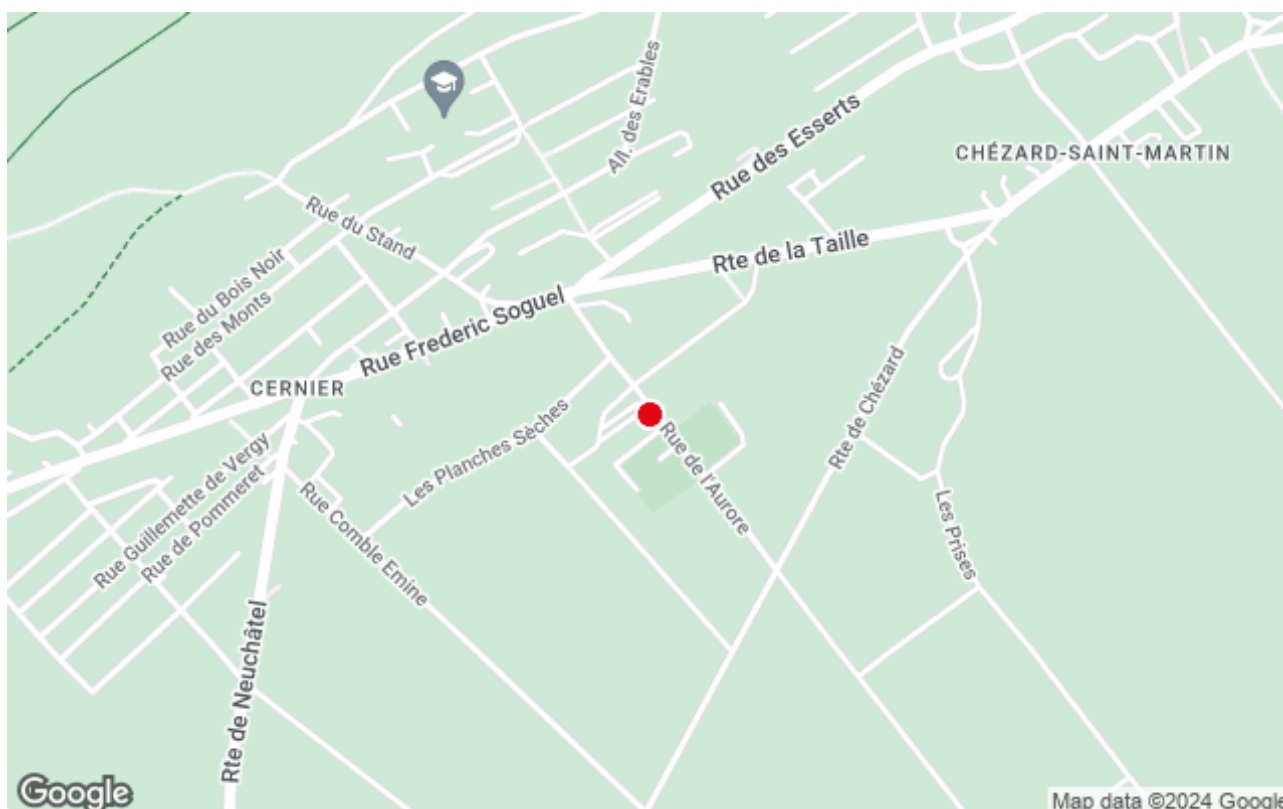 All. des Erables
Rue des Esserts
CHÉZARD-SAINT-MARTIN
Rue du Stand
Rte de la Taille
Rue du Bois Noir
Rue des Monts
Rue Frederic Soguel
CERNIER
Rte de Chézard
Les Planches Sèches
Rue de l'Aurore
Rue Guillemette de Vergy
Rue de Pommeret
Rue Comble Emine
Les Prises
Rte de Neuchâtel
Google
Map data ©2024 Google